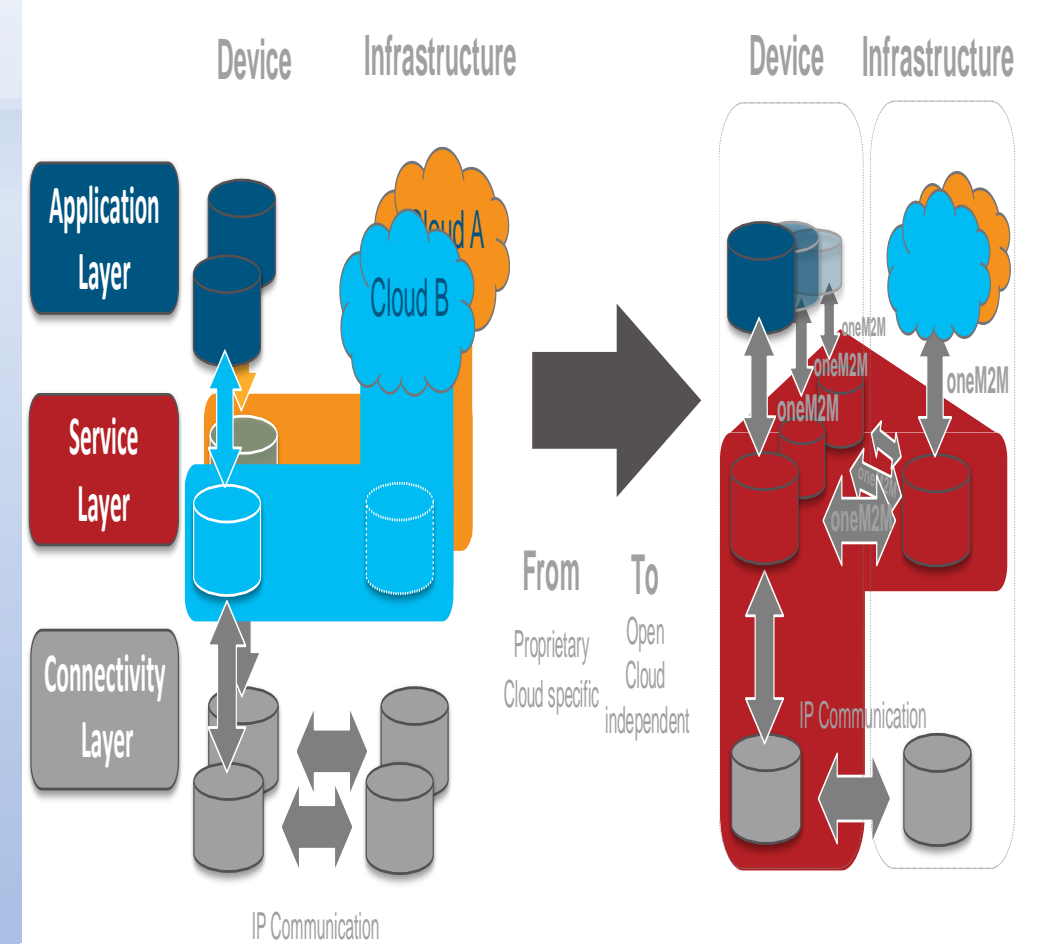 Device
Infrastructure
Device
Infrastructure
Application
Layer
Cloud A
Cloud B
oneM2M
oneM2M
oneM2M
oneM2M
Service
Layer
oneM2M
oneM2M
From
To
Proprietary
Cloud specific
Open
Cloud
independent
Connectivity
Layer
IP Communication
IP Communication